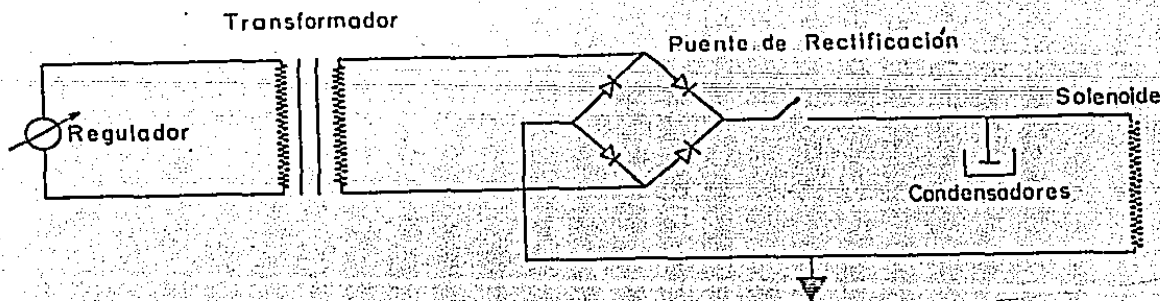 Transformador
Puente de Rectificación
Solenoide
Regulador
Condensadores